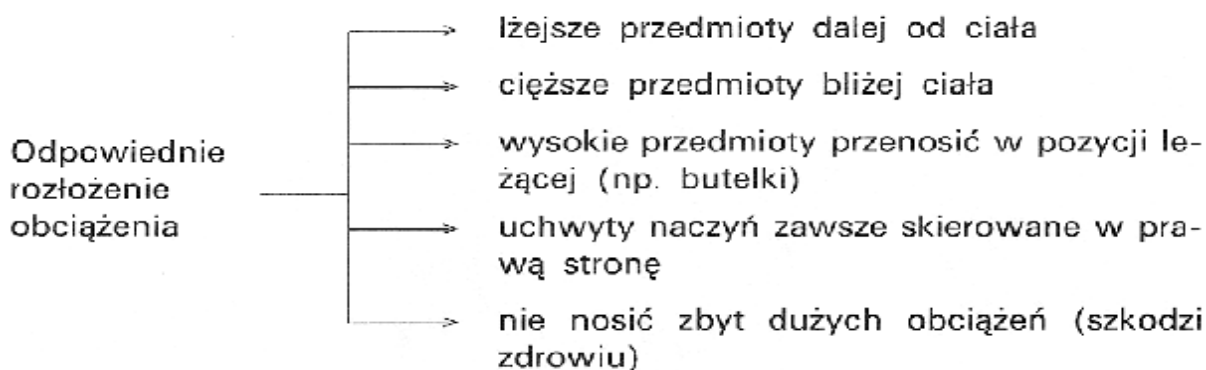 lżejsze przedmioty dalej od ciała
cięższe przedmioty bliżej ciała
Odpowiednie
rozłożenie
obciążenia
wysokie przedmioty przenosić w pozycji le-
żącej (np. butelki)
uchwyty naczyń zawsze skierowane w pra-
wą stronę
nie nosić zbyt dużych obciążeń (szkodzi
zdrowiu)